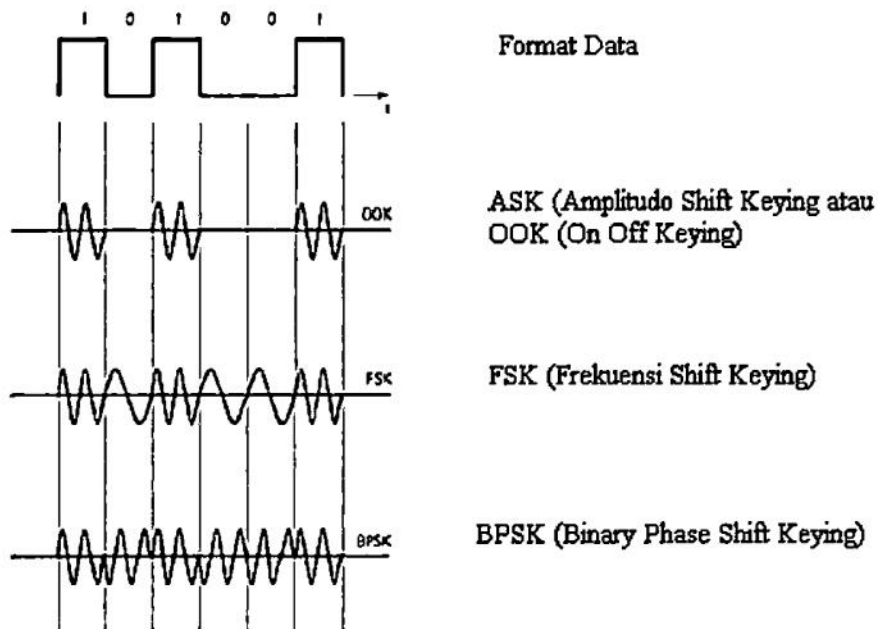 1 0 1 0 0 1
Format Data
t
OOK
ASK (Amplitudo Shift Keying atau
OOK (On Off Keying)
FSK
FSK (Frekuensi Shift Keying)
BPSK
BPSK (Binary Phase Shift Keying)